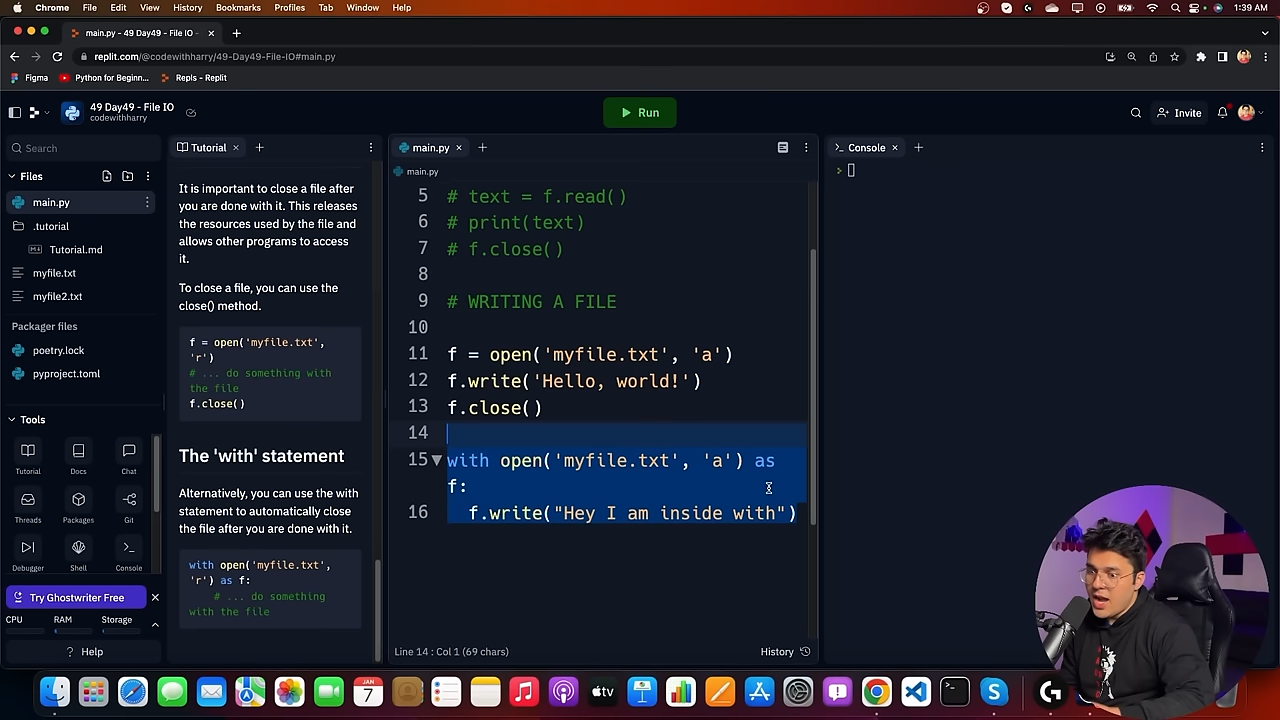 Chrome File Edit View History Bookmarks Profiles Tab Window Help 1:39 AM
main.py - 49 Day49 - File IO -
replit.com/@codewithharry/49-Day49-File-IO#main.py
Figma Python for Beginn... Repls - Replit
49 Day49 - File IO
codewithharry
Run
Invite
Search
Files
main.py
.tutorial
Tutorial.md
myfile.txt
myfile2.txt
Packager files
poetry.lock
pyproject.toml
Tools
Tutorial Docs Chat
Threads Packages Git
Debugger Shell Console
Try Ghostwriter Free
CPU RAM Storage
? Help
Tutorial
It is important to close a file after
you are done with it. This releases
the resources used by the file and
allows other programs to access
it.
To close a file, you can use the
close() method.
f = open('myfile.txt',
'r')
# ... do something with
the file
f.close()
The 'with' statement
Alternatively, you can use the with
statement to automatically close
the file after you are done with it.
with open('myfile.txt',
'r') as f:
# ... do something
with the file
main.py
main.py
5 # text = f.read()
6 # print(text)
7 # f.close()
8
9 # WRITING A FILE
10
11 f = open('myfile.txt', 'a')
12 f.write('Hello, world!')
13 f.close()
14
15 with open('myfile.txt', 'a') as
f:
16 f.write("Hey I am inside with")
Line 14 : Col 1 (69 chars)
History
Console
JAN
7
tv